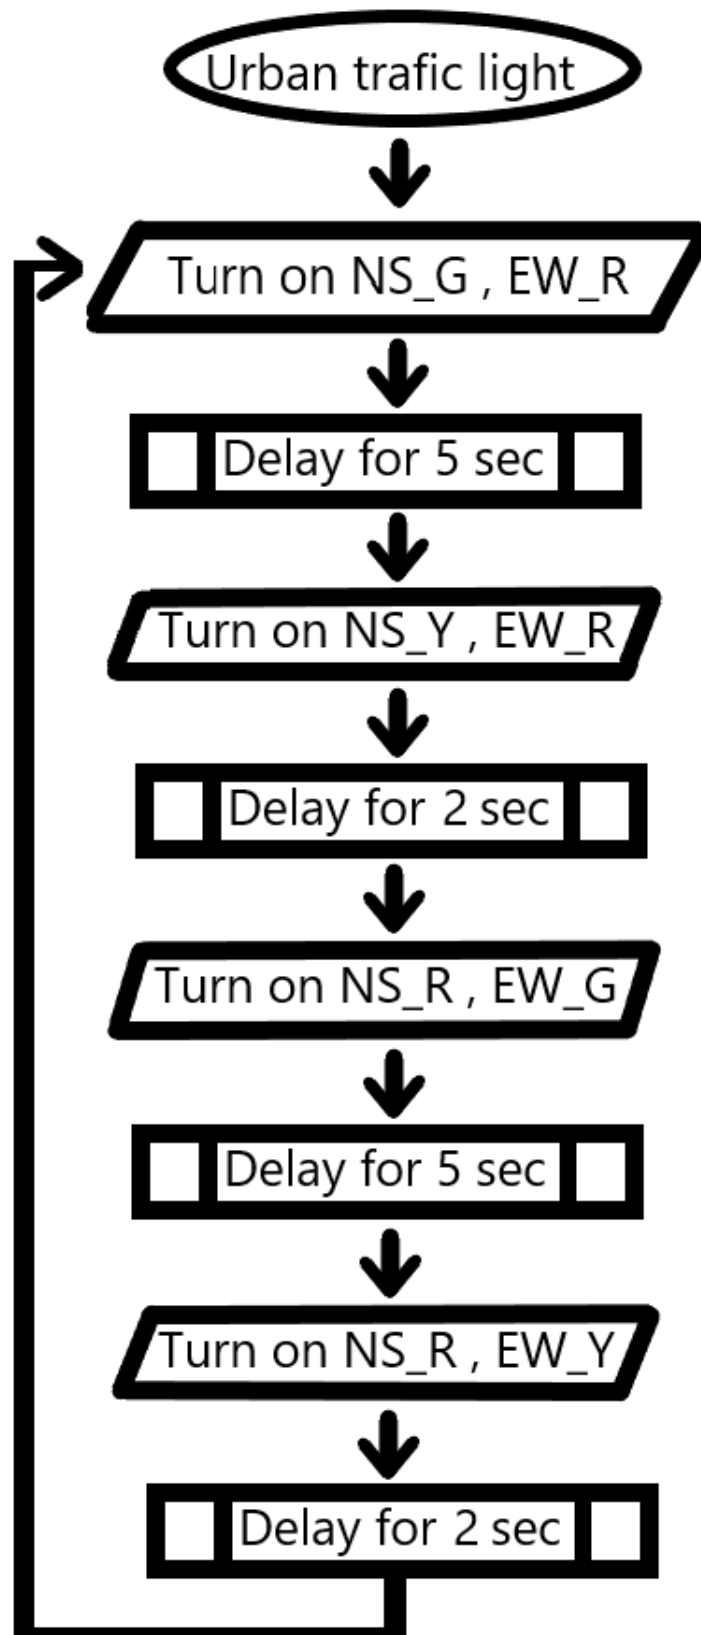 Urban trafic light
Turn on NS_G , EW_R
Delay for 5 sec
Turn on NS_Y , EW_R
Delay for 2 sec
Turn on NS_R , EW_G
Delay for 5 sec
Turn on NS_R , EW_Y
Delay for 2 sec